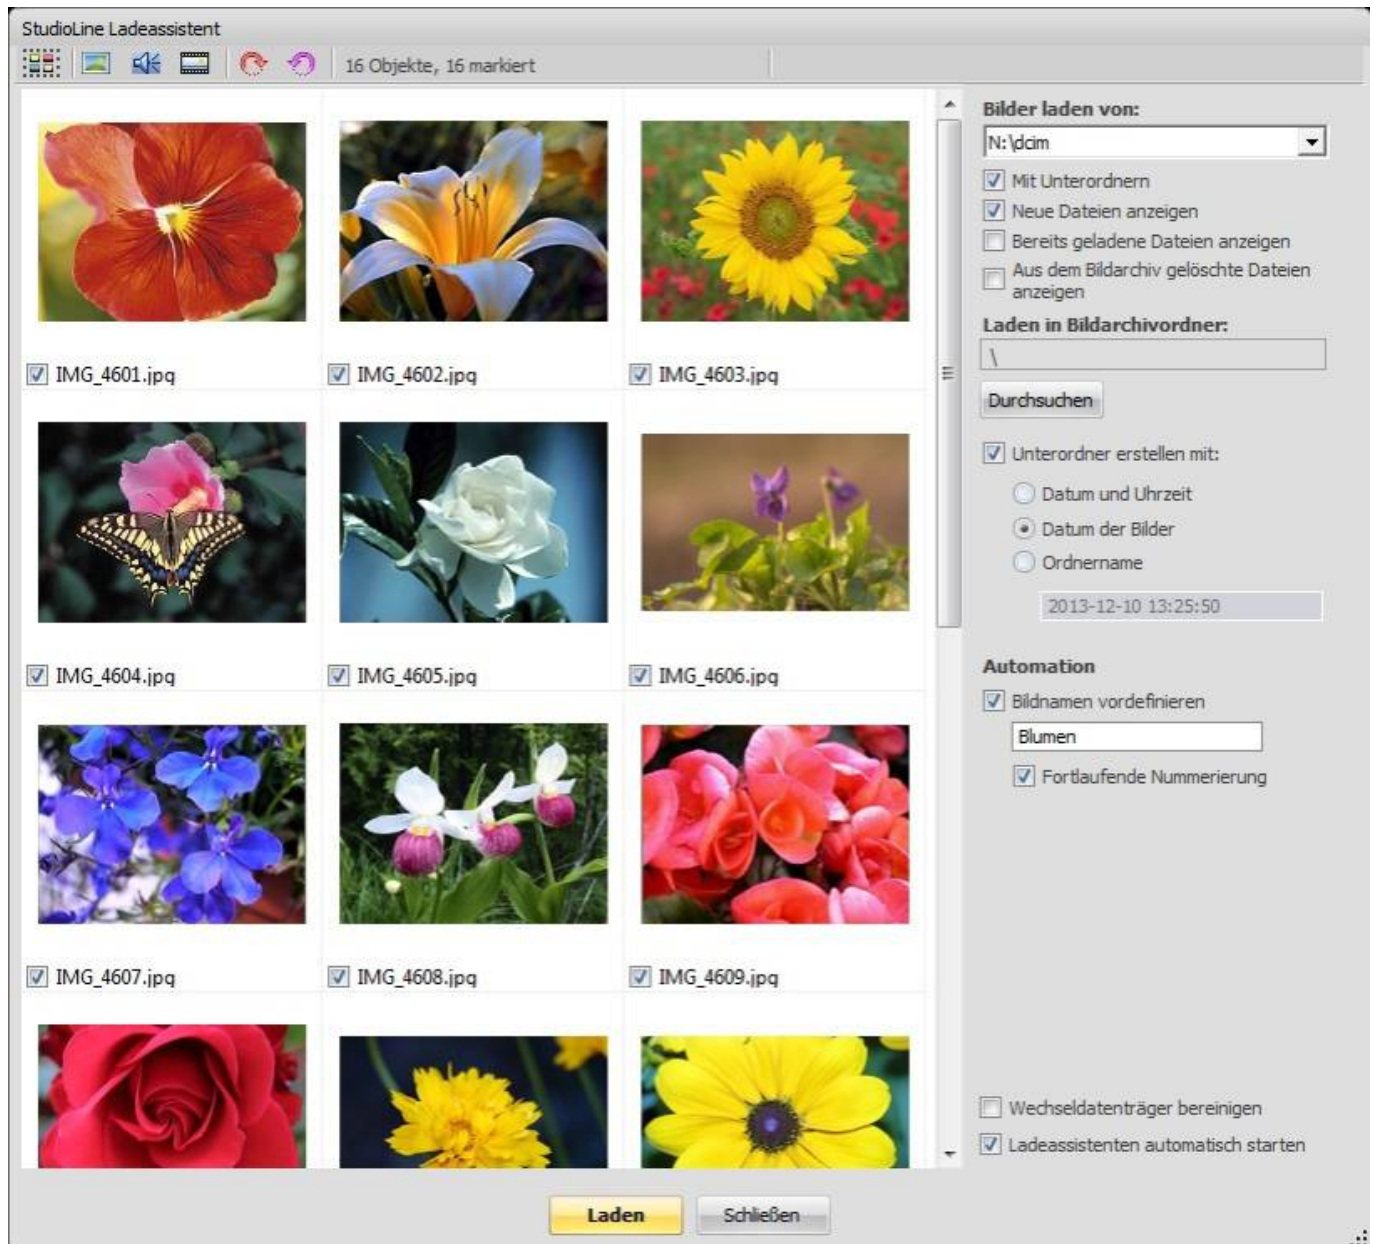 StudioLine Ladeassistent
16 Objekte, 16 markiert
IMG_4601.jpg
IMG_4602.jpg
IMG_4603.jpg
IMG_4604.jpg
IMG_4605.jpg
IMG_4606.jpg
IMG_4607.jpg
IMG_4608.jpg
IMG_4609.jpg
Bilder laden von:
N:\dcim
Mit Unterordnern
Neue Dateien anzeigen
Bereits geladene Dateien anzeigen
Aus dem Bildarchiv gelöschte Dateien
anzeigen
Laden in Bildarchivordner:
\
Durchsuchen
Unterordner erstellen mit:
Datum und Uhrzeit
Datum der Bilder
Ordnername
2013-12-10 13:25:50
Automation
Bildnamen vordefinieren
Blumen
Fortlaufende Nummerierung
Wechseldatenträger bereinigen
Ladeassistenten automatisch starten
Laden
Schließen